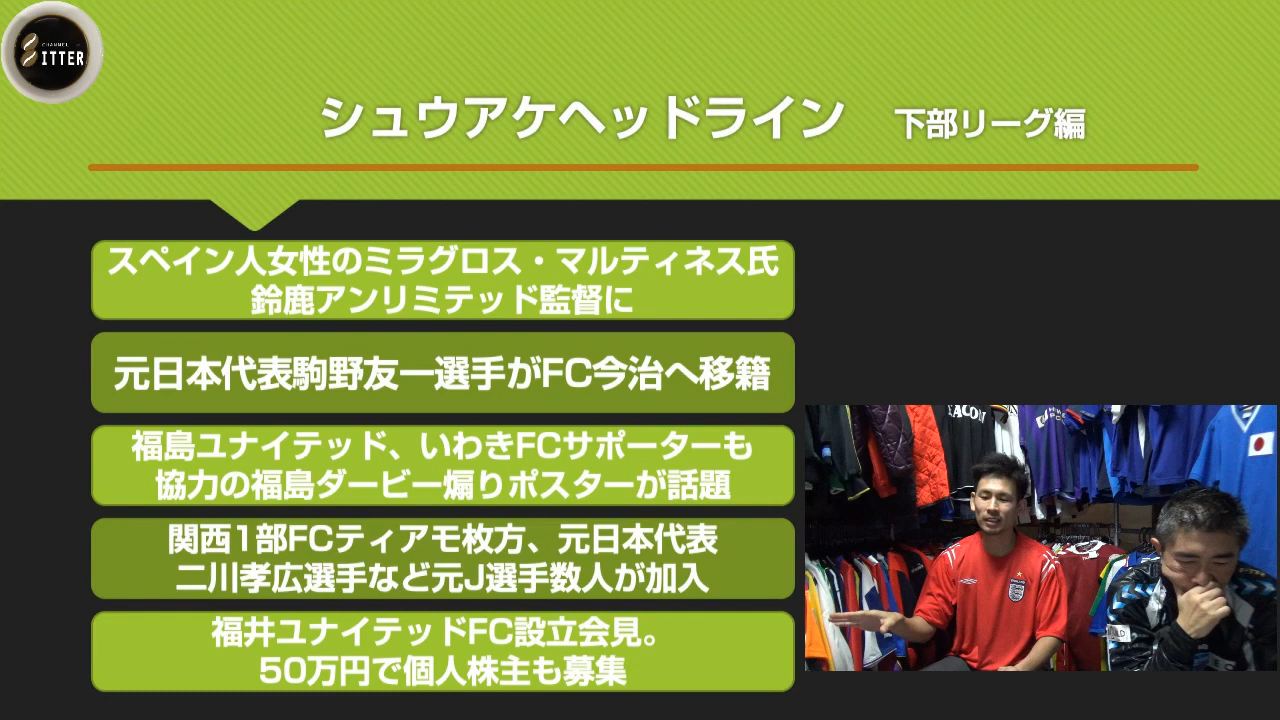 CHANNEL
ITTER
シュウアケヘッドライン 下部リーグ編
スペイン人女性のミラグロス・マルティネス氏
鈴鹿アンリミテッド監督に
元日本代表駒野友一選手がFC今治へ移籍
福島ユナイテッド、いわきFCサポーターも
協力の福島ダービー煽りポスターが話題
関西1部FCティアモ枚方、元日本代表
二川孝広選手など元J選手数人が加入
福井ユナイテッドFC設立会見。
50万円で個人株主も募集